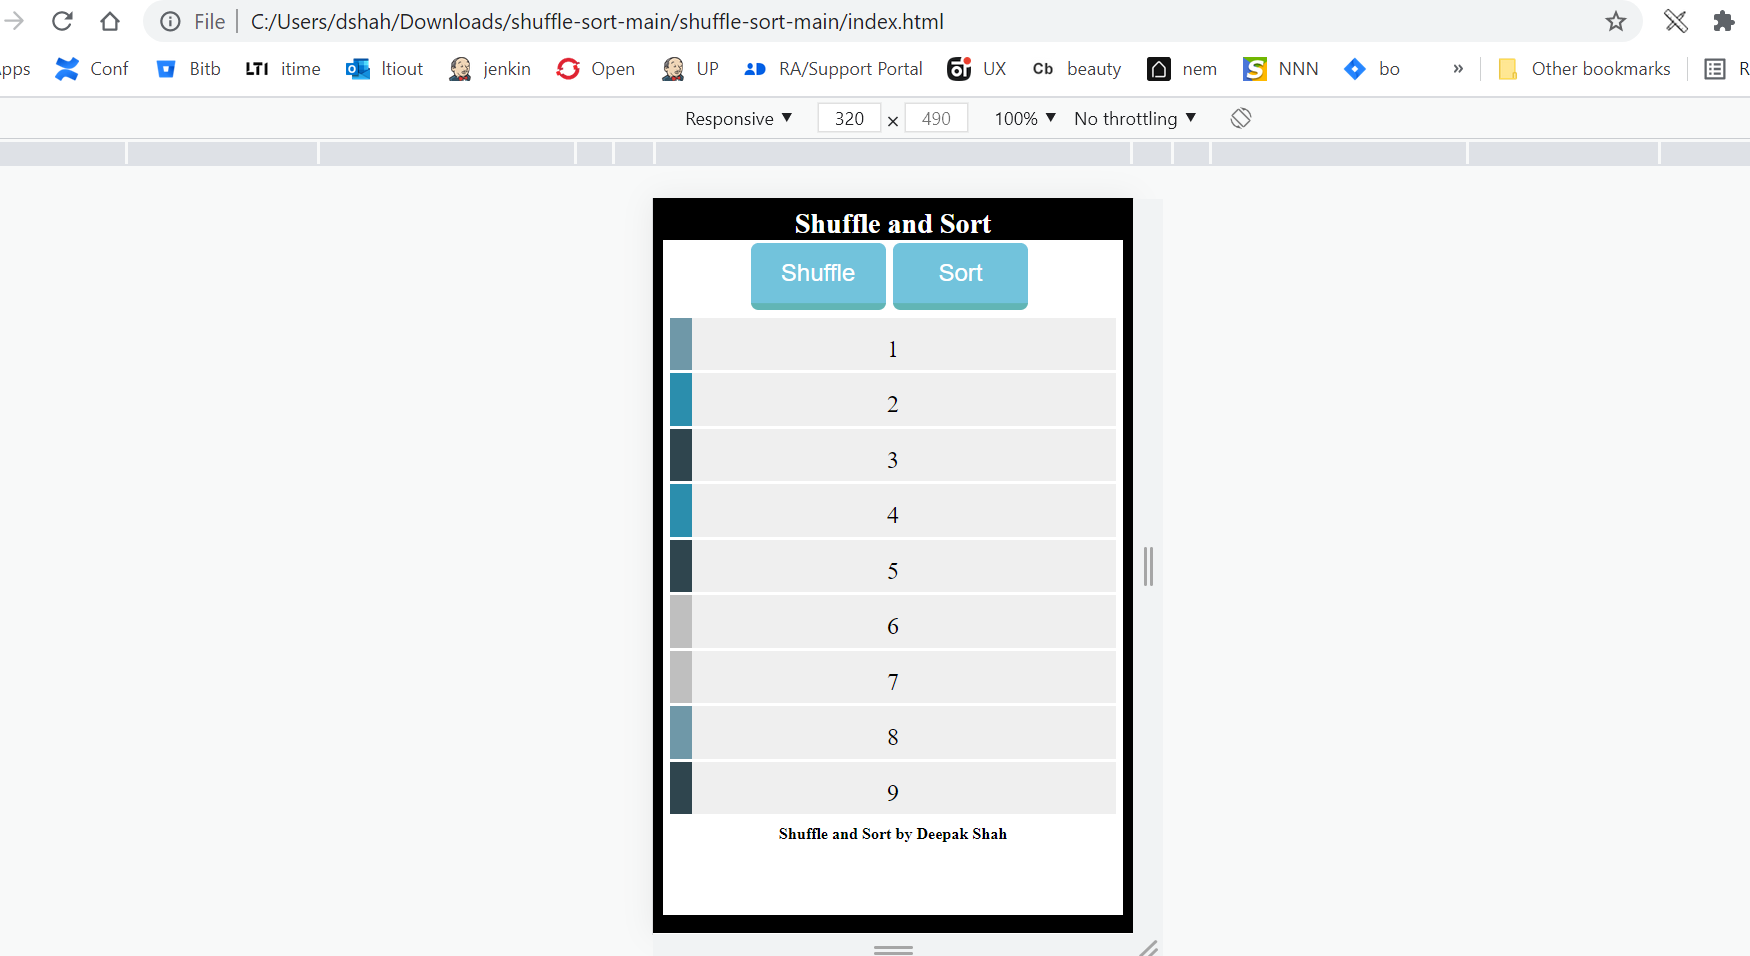 File C:/Users/dshah/Downloads/shuffle-sort-main/shuffle-sort-main/index.html
pps Conf Bitb LTI itime ltiout jenkin Open UP RA/Support Portal UX Cb beauty nem NNN bo » Other bookmarks R
Responsive 320 × 490 100% No throttling
Shuffle and Sort
Shuffle Sort
1
2
3
4
5
6
7
8
9
Shuffle and Sort by Deepak Shah